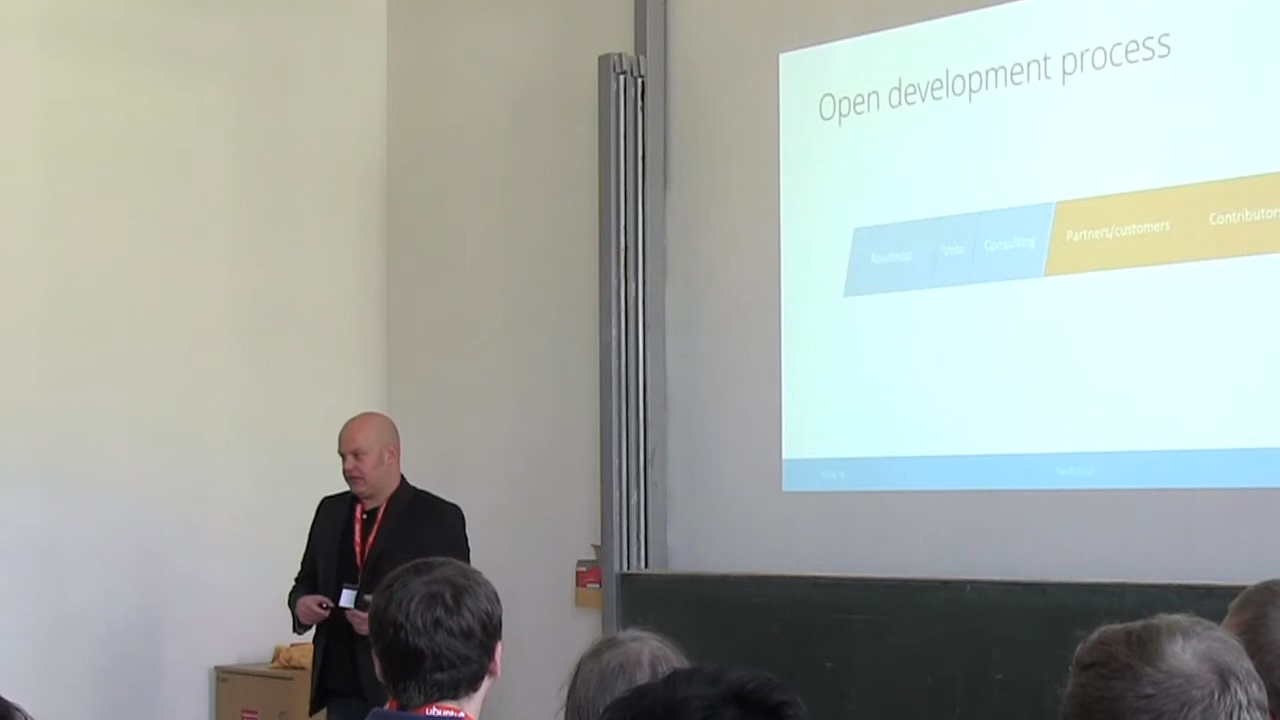 Open development process
Roadmap Vote Consulting Partners/customers Contributors
ubuntu